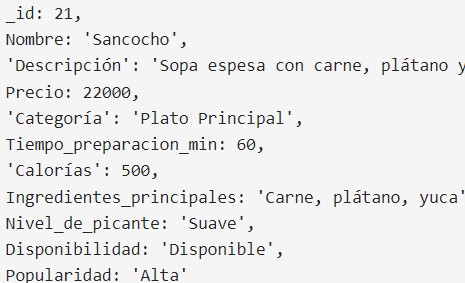 _id: 21,
Nombre: 'Sancocho',
'Descripción': 'Sopa espesa con carne, plátano y
Precio: 22000,
'Categoría': 'Plato Principal',
Tiempo_preparacion_min: 60,
'Calorías': 500,
Ingredientes_principales: 'Carne, plátano, yuca'
Nivel_de_picante: 'Suave',
Disponibilidad: 'Disponible',
Popularidad: 'Alta'